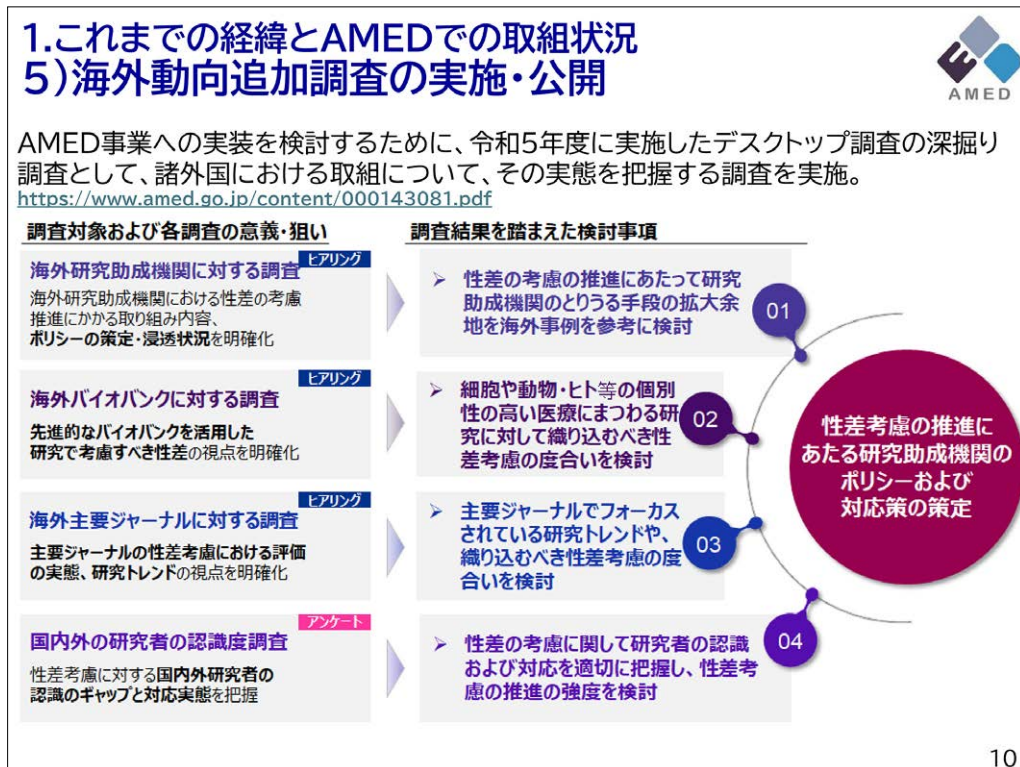 1.これまでの経緯とAMEDでの取組状況
5)海外動向追加調査の実施・公開
AMED
AMED事業への実装を検討するために、令和5年度に実施したデスクトップ調査の深掘り
調査として、諸外国における取組について、その実態を把握する調査を実施。
https://www.amed.go.jp/content/000143081.pdf
調査対象および各調査の意義・狙い
調査結果を踏まえた検討事項
ヒアリング
海外研究助成機関に対する調査
海外研究助成機関における性差の考慮
推進にかかる取り組み内容、
ポリシーの策定・浸透状況を明確化
➢ 性差の考慮の推進にあたって研究
助成機関のとりうる手段の拡大余
地を海外事例を参考に検討
01
ヒアリング
海外バイオバンクに対する調査
先進的なバイオバンクを活用した
研究で考慮すべき性差の視点を明確化
➢ 細胞や動物・ヒト等の個別
性の高い医療にまつわる研
究に対して織り込むべき性
差考慮の度合いを検討
02
ヒアリング
海外主要ジャーナルに対する調査
主要ジャーナルの性差考慮における評価
の実態、研究トレンドの視点を明確化
➢ 主要ジャーナルでフォーカス
されている研究トレンドや、
織り込むべき性差考慮の度
合いを検討
03
アンケート
国内外の研究者の認識度調査
性差考慮に対する国内外研究者の
認識のギャップと対応実態を把握
➢ 性差の考慮に関して研究者の認識
および対応を適切に把握し、性差考
慮の推進の強度を検討
04
性差考慮の推進に
あたる研究助成機関の
ポリシーおよび
対応策の策定
10